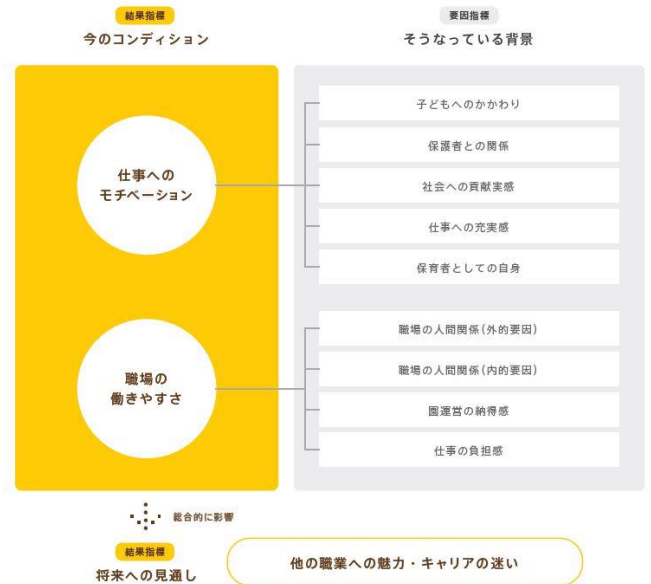 結果指標
今のコンディション
要因指標
そうなっている背景
仕事への
モチベーション
子どもへのかかわり
保護者との関係
社会への貢献実感
仕事への充実感
保育者としての自身
職場の
働きやすさ
職場の人間関係(外的要因)
職場の人間関係(内的要因)
園運営の納得感
仕事の負担感
総合的に影響
結果指標
将来への見通し
他の職業への魅力・キャリアの迷い